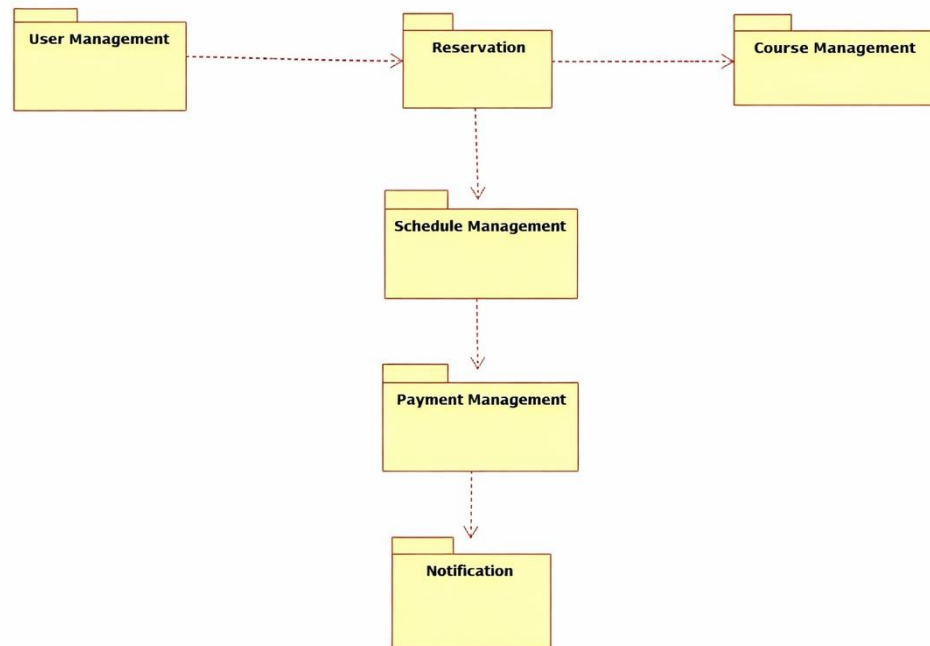 User Management
Reservation
Course Management
Schedule Management
Payment Management
Notification